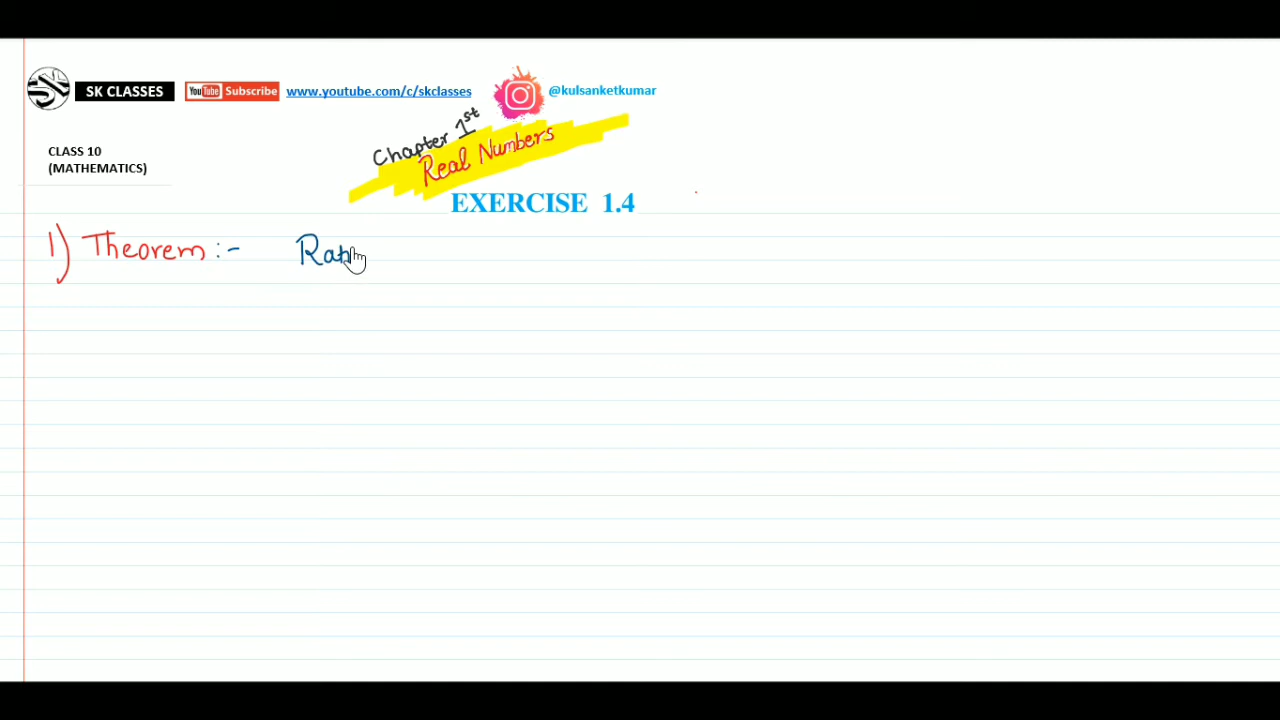 SK CLASSES YouTube Subscribe www.youtube.com/c/skclasses @kulsanketkumar
Chapter 1st
Real Numbers
CLASS 10
(MATHEMATICS)
EXERCISE 1.4
1) Theorem :- Rat